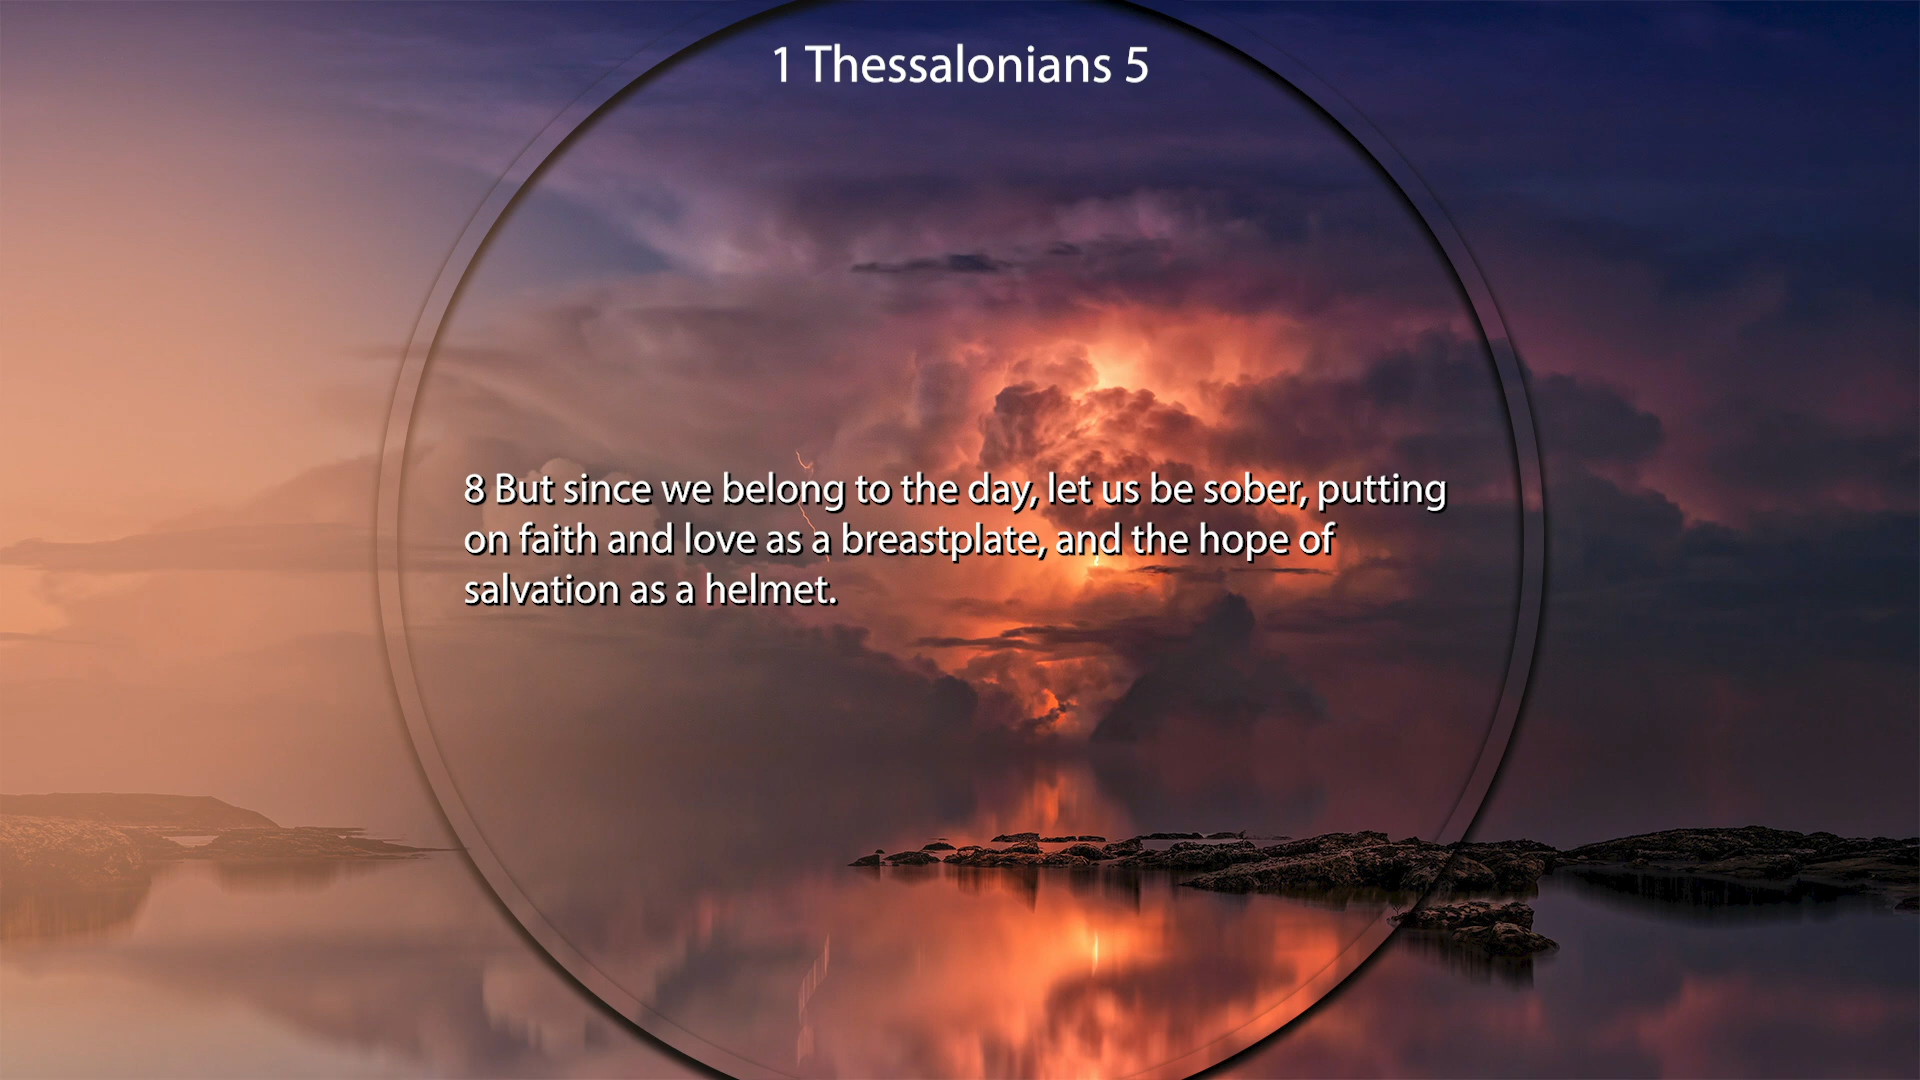 1 Thessalonians 5
8 But since we belong to the day, let us be sober, putting
on faith and love as a breastplate, and the hope of
salvation as a helmet.